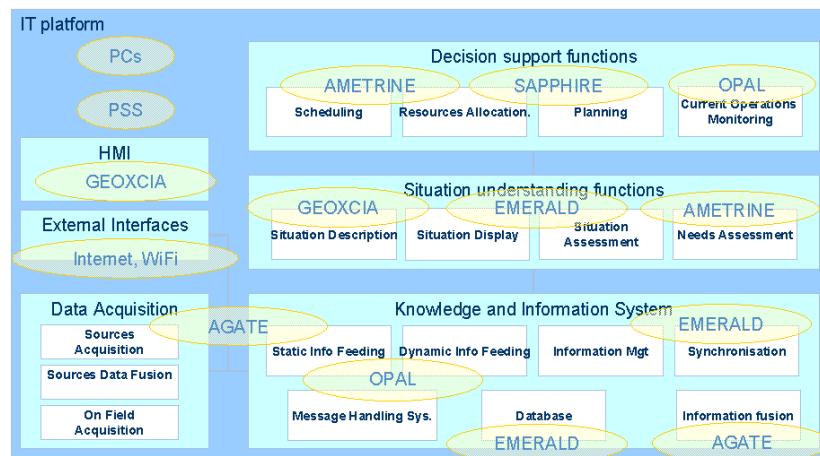 IT platform
PCs
PSS
HMI
GEOXCIA
External Interfaces
Internet, WiFi
Data Acquisition
AGATE
Sources
Acquisition
Sources Data Fusion
On Field
Acquisition
Decision support functions
AMETRINE
SAPPHIRE
OPAL
Scheduling
Resources Allocation.
Planning
Current Operations
Monitoring
Situation understanding functions
GEOXCIA
EMERALD
AMETRINE
Situation Description
Situation Display
Situation
Assessment
Needs Assessment
Knowledge and Information System
EMERALD
Static Info Feeding
Dynamic Info Feeding
Information Mgt
Synchronisation
OPAL
Message Handling Sys.
Database
Information fusion
EMERALD
AGATE